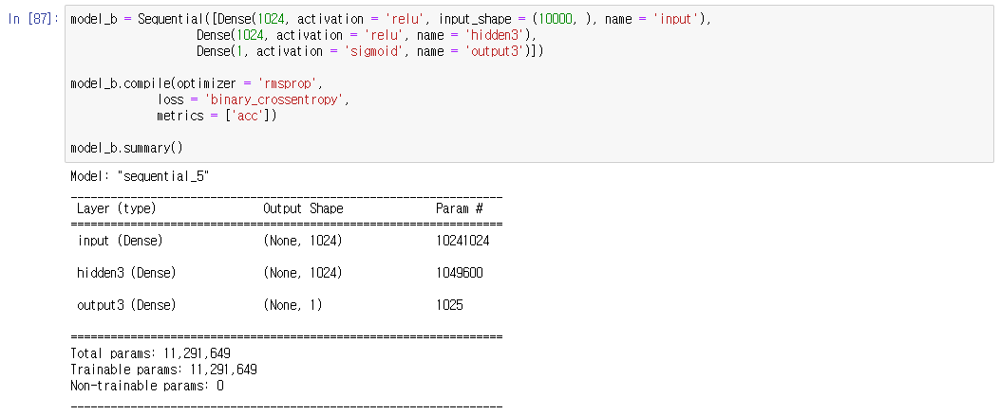 In [87]: model_b = Sequential([Dense(1024, activation = 'relu', input_shape = (10000, ), name = 'input'),
Dense(1024, activation = 'relu', name = 'hidden3'),
Dense(1, activation = 'sigmoid', name = 'output3')])
model_b.compile(optimizer = 'rmsprop',
loss = 'binary_crossentropy',
metrics = ['acc'])
model_b.summary()
Model: "sequential_5"
_________________________________________________________________
Layer (type) Output Shape Param #
=================================================================
input (Dense) (None, 1024) 10241024
hidden3 (Dense) (None, 1024) 1049600
output3 (Dense) (None, 1) 1025
=================================================================
Total params: 11,291,649
Trainable params: 11,291,649
Non-trainable params: 0
_________________________________________________________________